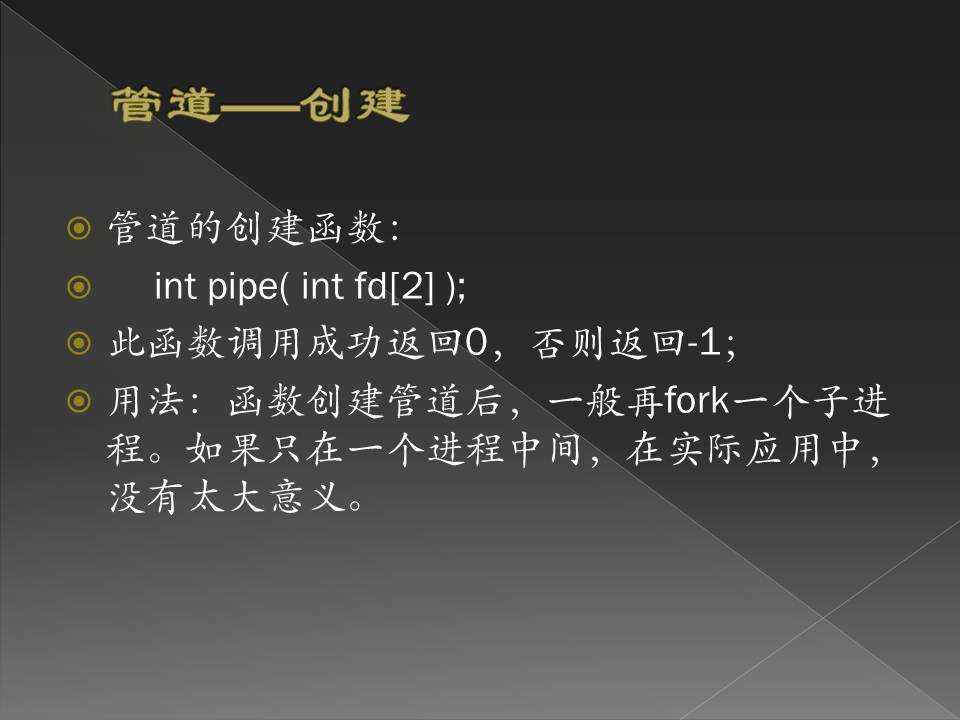 管道——创建
管道的创建函数：
int pipe( int fd[2] );
此函数调用成功返回0，否则返回-1；
用法：函数创建管道后，一般再fork一个子进
程。如果只在一个进程中间，在实际应用中，
没有太大意义。